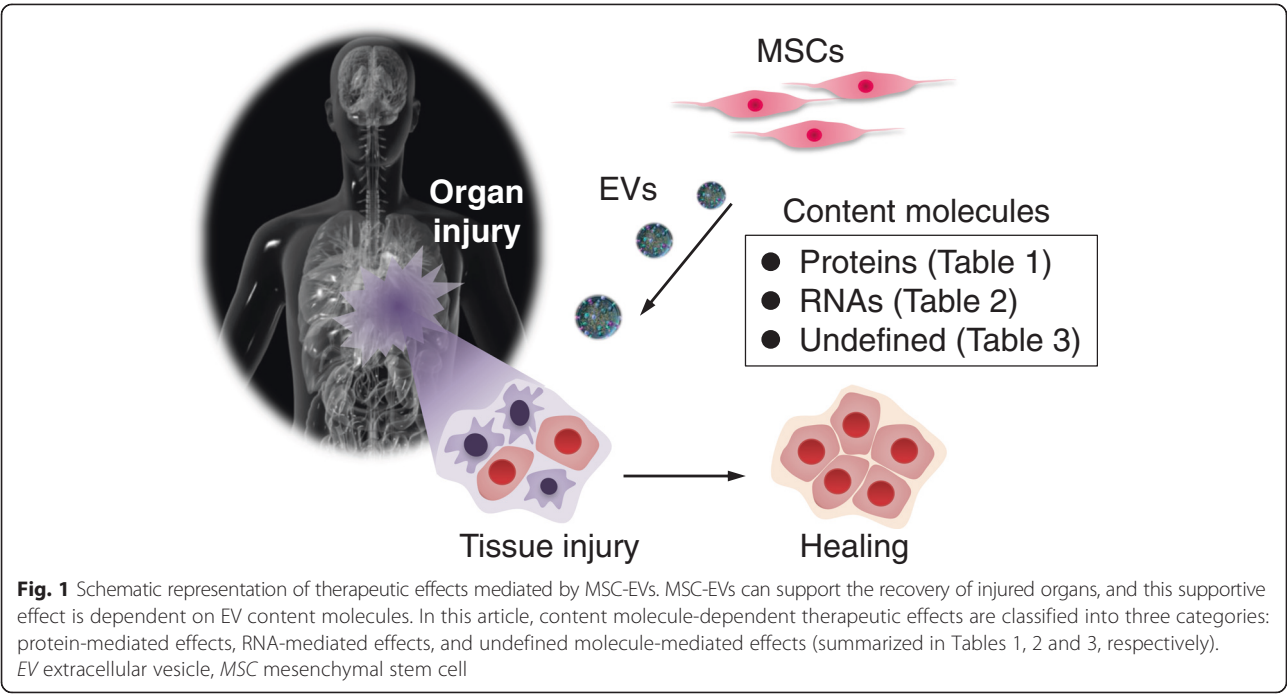 MSCs
EVs
Organ
injury
Content molecules
● Proteins (Table 1)
● RNAs (Table 2)
● Undefined (Table 3)
Tissue injury
Healing
Fig. 1 Schematic representation of therapeutic effects mediated by MSC-EVs. MSC-EVs can support the recovery of injured organs, and this supportive
effect is dependent on EV content molecules. In this article, content molecule-dependent therapeutic effects are classified into three categories:
protein-mediated effects, RNA-mediated effects, and undefined molecule-mediated effects (summarized in Tables 1, 2 and 3, respectively).
EV extracellular vesicle, MSC mesenchymal stem cell